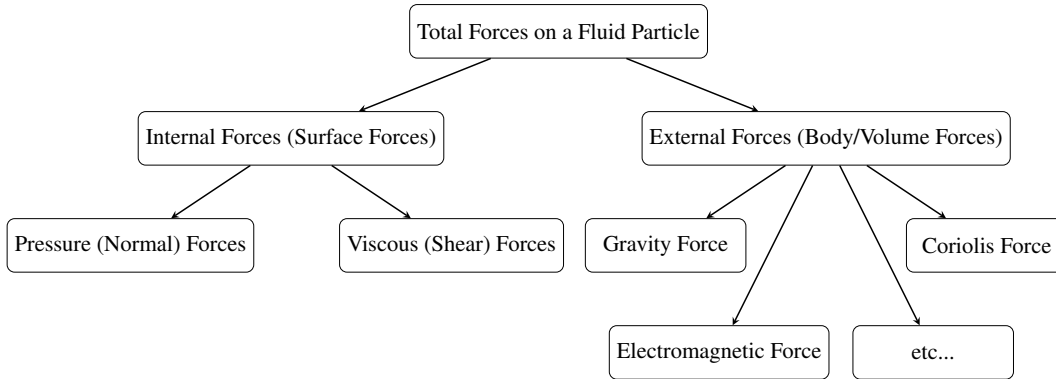 Total Forces on a Fluid Particle
Internal Forces (Surface Forces)
External Forces (Body/Volume Forces)
Pressure (Normal) Forces
Viscous (Shear) Forces
Gravity Force
Coriolis Force
Electromagnetic Force
etc...